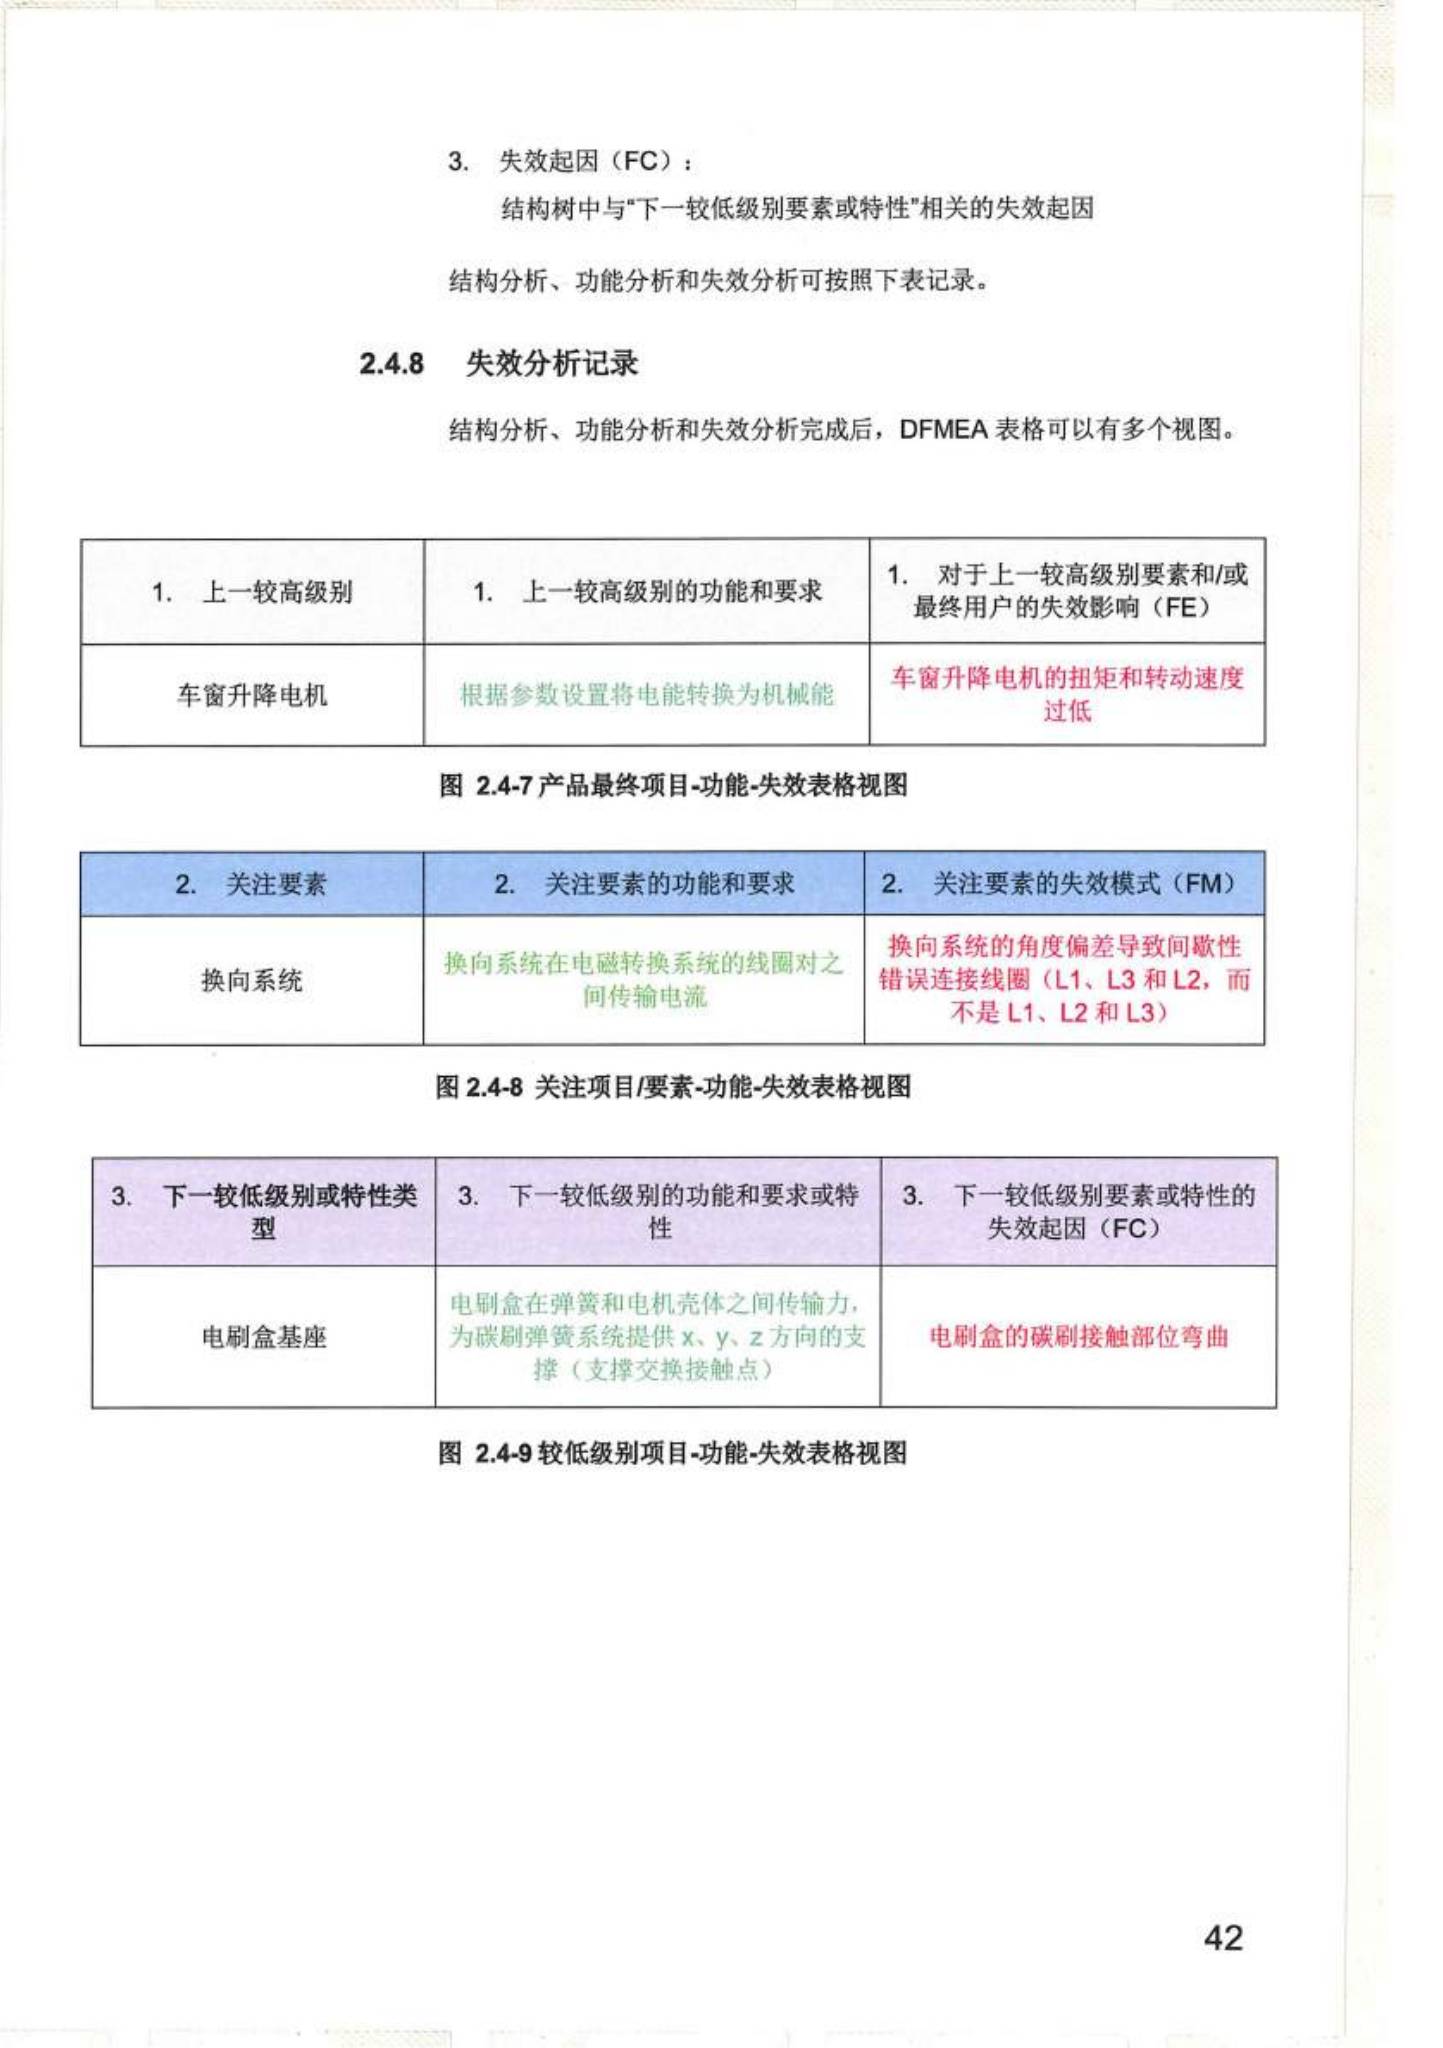 3. 失效起因（FC）：
结构树中与“下一较低级别要素或特性”相关的失效起因
结构分析、功能分析和失效分析可按照下表记录。
2.4.8 失效分析记录
结构分析、功能分析和失效分析完成后，DFMEA 表格可以有多个视图。
1. 上一较高级别
1. 上一较高级别的功能和要求
1. 对于上一较高级别要素和/或
最终用户的失效影响（FE）
车窗升降电机
根据参数设置将电能转换为机械能
车窗升降电机的扭矩和转动速度
过低
图 2.4-7 产品最终项目-功能-失效表格视图
2. 关注要素
2. 关注要素的功能和要求
2. 关注要素的失效模式（FM）
换向系统
换向系统在电磁转换系统的线圈对之
间传输电流
换向系统的角度偏差导致间歇性
错误连接线圈（L1、L3 和 L2，而
不是 L1、L2 和 L3）
图 2.4-8 关注项目/要素-功能-失效表格视图
3. 下一较低级别或特性类
型
3. 下一较低级别的功能和要求或特
性
3. 下一较低级别要素或特性的
失效起因（FC）
电刷盒基座
电刷盒在弹簧和电机壳体之间传输力，
为碳刷弹簧系统提供 x、y、z 方向的支
撑（支撑交换接触点）
电刷盒的碳刷接触部位弯曲
图 2.4-9 较低级别项目-功能-失效表格视图
42